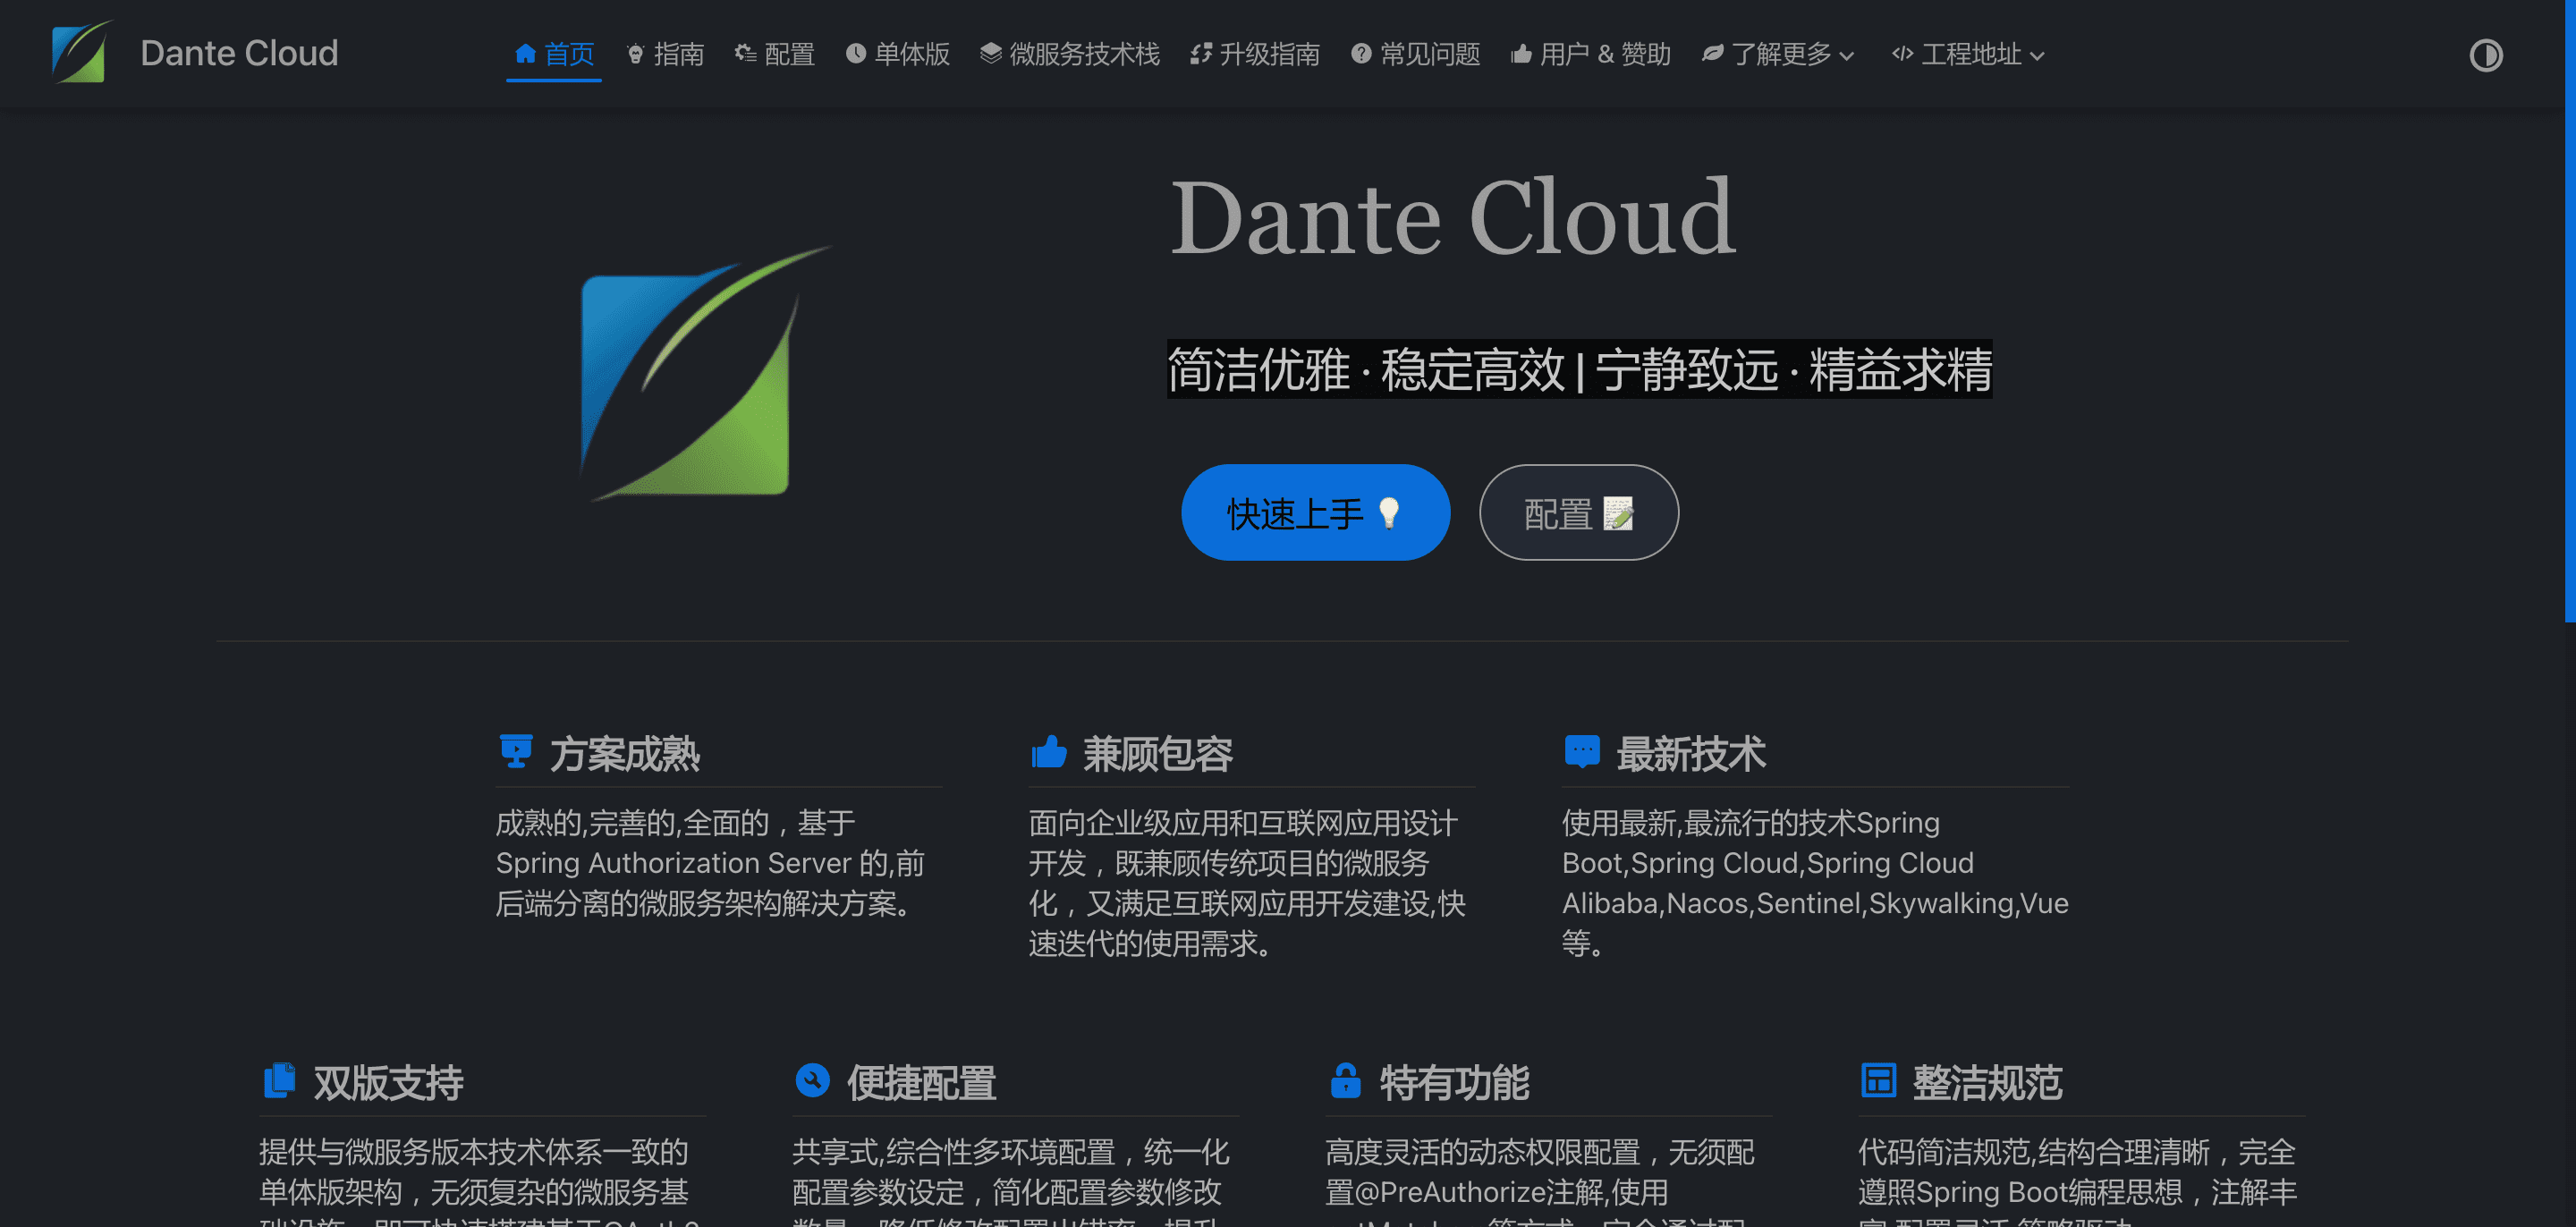 Dante Cloud
首页 指南 配置 单体版 微服务技术栈 升级指南 常见问题 用户 & 赞助 了解更多 工程地址
Dante Cloud
简洁优雅 · 稳定高效 | 宁静致远 · 精益求精
快速上手 💡 配置 📝
方案成熟
成熟的,完善的,全面的，基于
Spring Authorization Server 的,前
后端分离的微服务架构解决方案。
兼顾包容
面向企业级应用和互联网应用设计
开发，既兼顾传统项目的微服务
化，又满足互联网应用开发建设,快
速迭代的使用需求。
最新技术
使用最新,最流行的技术Spring
Boot,Spring Cloud,Spring Cloud
Alibaba,Nacos,Sentinel,Skywalking,Vue
等。
双版支持
提供与微服务版本技术体系一致的
单体版架构，无须复杂的微服务基
便捷配置
共享式,综合性多环境配置，统一化
配置参数设定，简化配置参数修改
特有功能
高度灵活的动态权限配置，无须配
置@PreAuthorize注解,使用
整洁规范
代码简洁规范,结构合理清晰，完全
遵照Spring Boot编程思想，注解丰